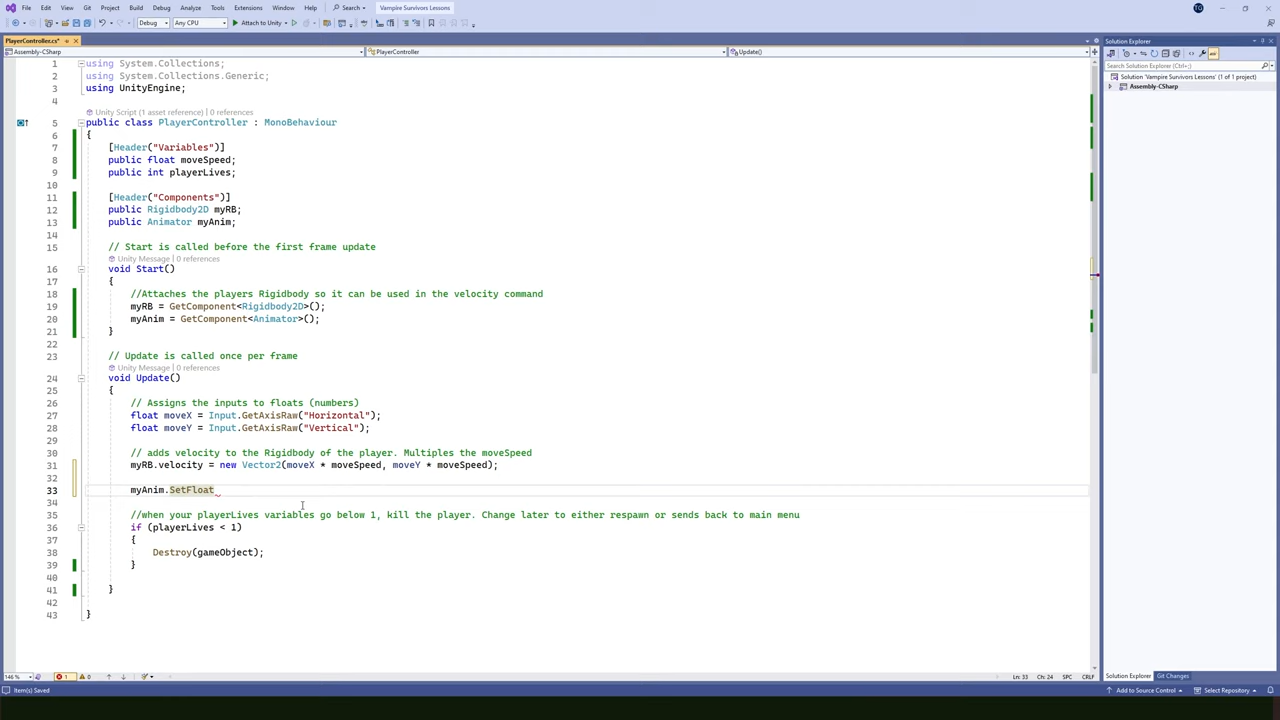 File Edit View Git Project Build Debug Analyze Tools Extensions Window Help Search Vampire Survivors Lessons
Debug Any CPU Attach to Unity
PlayerController.cs*
Assembly-CSharp PlayerController Update()
1 using System.Collections;
2 using System.Collections.Generic;
3 using UnityEngine;
4
Unity Script (1 asset reference) | 0 references
5 public class PlayerController : MonoBehaviour
6 {
7 [Header("Variables")]
8 public float moveSpeed;
9 public int playerLives;
10
11 [Header("Components")]
12 public Rigidbody2D myRB;
13 public Animator myAnim;
14
15 // Start is called before the first frame update
Unity Message | 0 references
16 void Start()
17 {
18 //Attaches the players Rigidbody so it can be used in the velocity command
19 myRB = GetComponent<Rigidbody2D>();
20 myAnim = GetComponent<Animator>();
21 }
22
23 // Update is called once per frame
Unity Message | 0 references
24 void Update()
25 {
26 // Assigns the inputs to floats (numbers)
27 float moveX = Input.GetAxisRaw("Horizontal");
28 float moveY = Input.GetAxisRaw("Vertical");
29
30 // adds velocity to the Rigidbody of the player. Multiples the moveSpeed
31 myRB.velocity = new Vector2(moveX * moveSpeed, moveY * moveSpeed);
32
33 myAnim.SetFloat
34
35 //when your playerLives variables go below 1, kill the player. Change later to either respawn or sends back to main menu
36 if (playerLives < 1)
37 {
38 Destroy(gameObject);
39 }
40
41 }
42
43 }
146 % 1 0 Ln: 33 Ch: 24 SPC CRLF
Item(s) Saved
Solution Explorer
Search Solution Explorer (Ctrl+;)
Solution 'Vampire Survivors Lessons' (1 of 1 project)
Assembly-CSharp
Solution Explorer Git Changes
Add to Source Control Select Repository